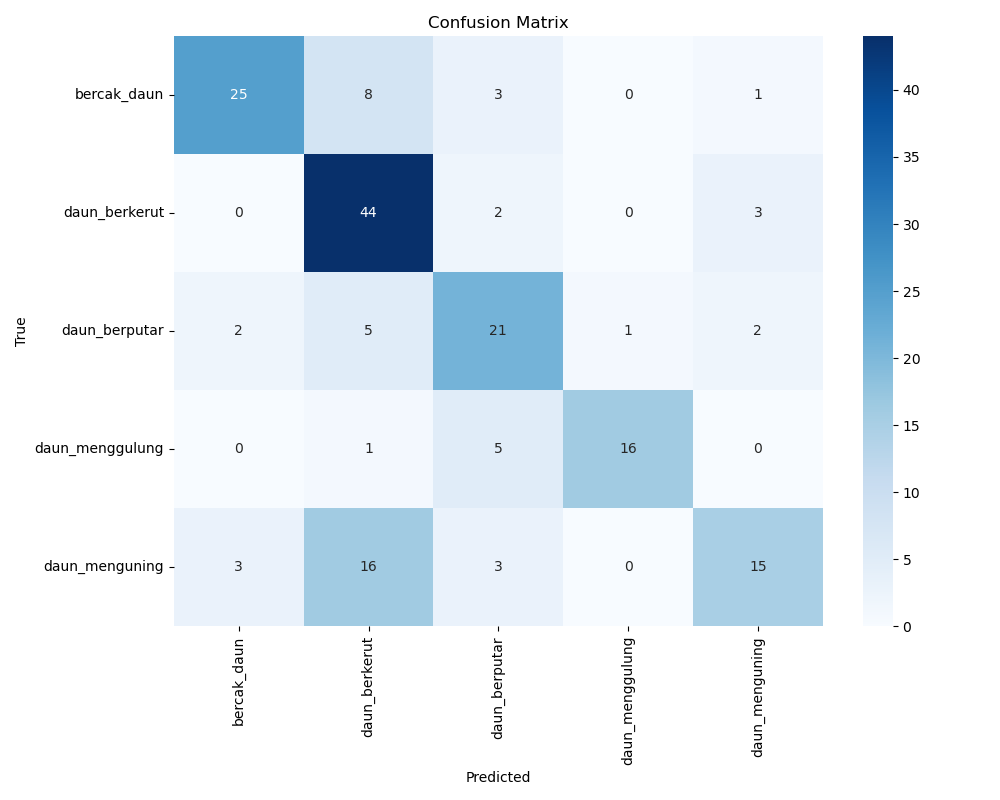 Confusion Matrix
True
bercak_daun 25 8 3 0 1
daun_berkerut 0 44 2 0 3
daun_berputar 2 5 21 1 2
daun_menggulung 0 1 5 16 0
daun_menguning 3 16 3 0 15
bercak_daun daun_berkerut daun_berputar daun_menggulung daun_menguning
Predicted
40
35
30
25
20
15
10
5
0